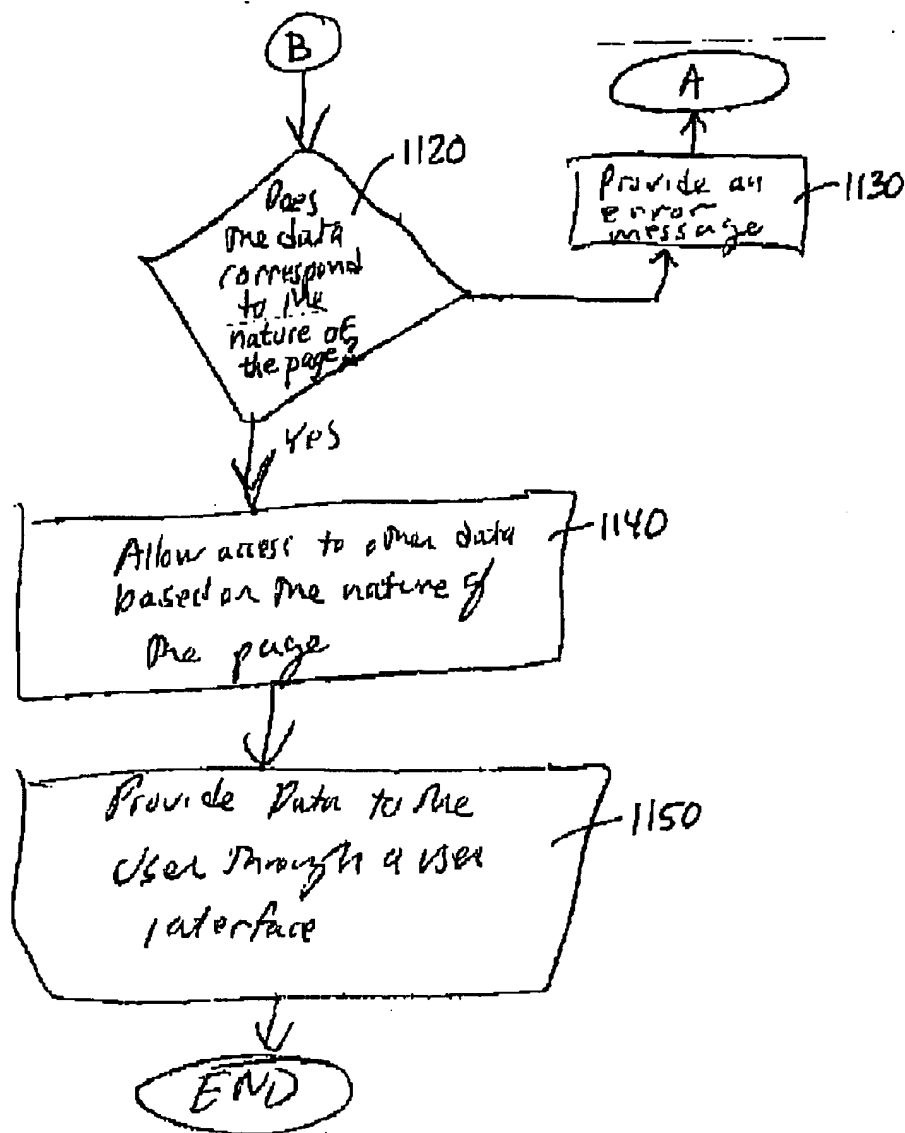 B
A
1120
Does
the data
correspond
to the
nature of
the page?
Provide an
error
message
1130
Yes
Allow access to other data
based on the nature of
the page
1140
Provide Data to the
User through a user
interface
1150
END